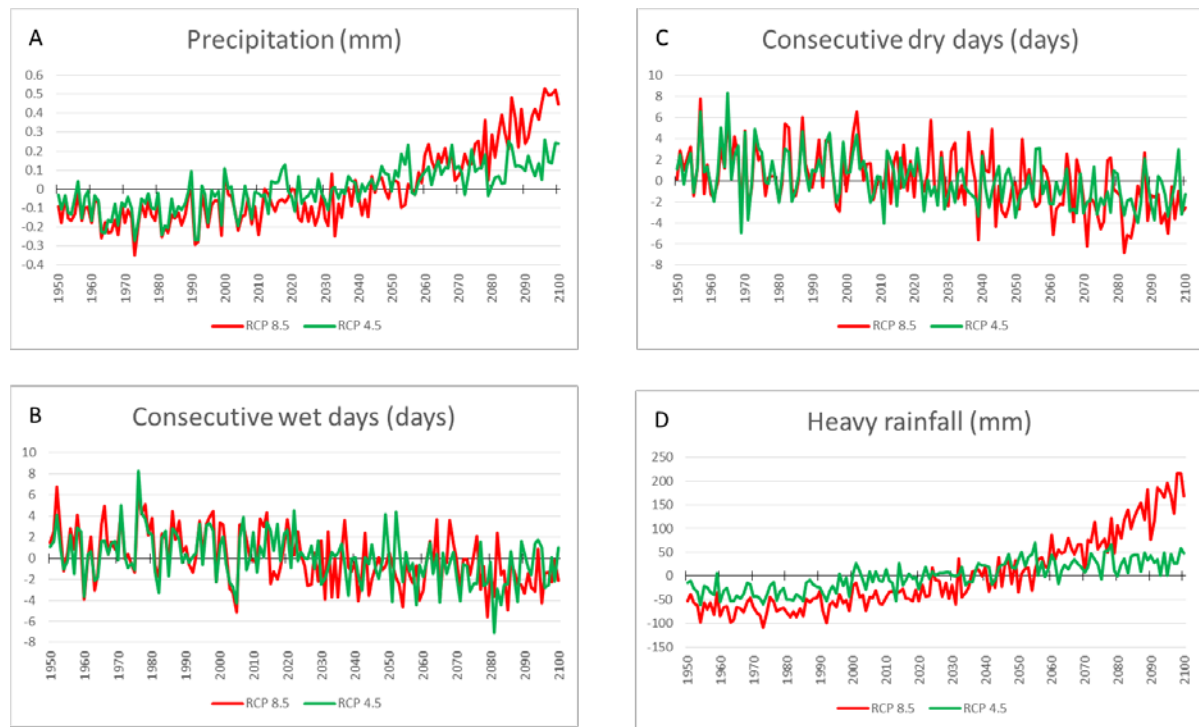 A
Precipitation (mm)
0.6
0.5
0.4
0.3
0.2
0.1
0
-0.1
-0.2
-0.3
-0.4
1950 1960 1970 1980 1990 2000 2010 2020 2030 2040 2050 2060 2070 2080 2090 2100
RCP 8.5 RCP 4.5
C
Consecutive dry days (days)
10
8
6
4
2
0
-2
-4
-6
-8
1950 1960 1970 1980 1990 2000 2010 2020 2030 2040 2050 2060 2070 2080 2090 2100
RCP 8.5 RCP 4.5
B
Consecutive wet days (days)
10
8
6
4
2
0
-2
-4
-6
-8
1950 1960 1970 1980 1990 2000 2010 2020 2030 2040 2050 2060 2070 2080 2090 2100
RCP 8.5 RCP 4.5
D
Heavy rainfall (mm)
250
200
150
100
50
0
-50
-100
-150
1950 1960 1970 1980 1990 2000 2010 2020 2030 2040 2050 2060 2070 2080 2090 2100
RCP 8.5 RCP 4.5